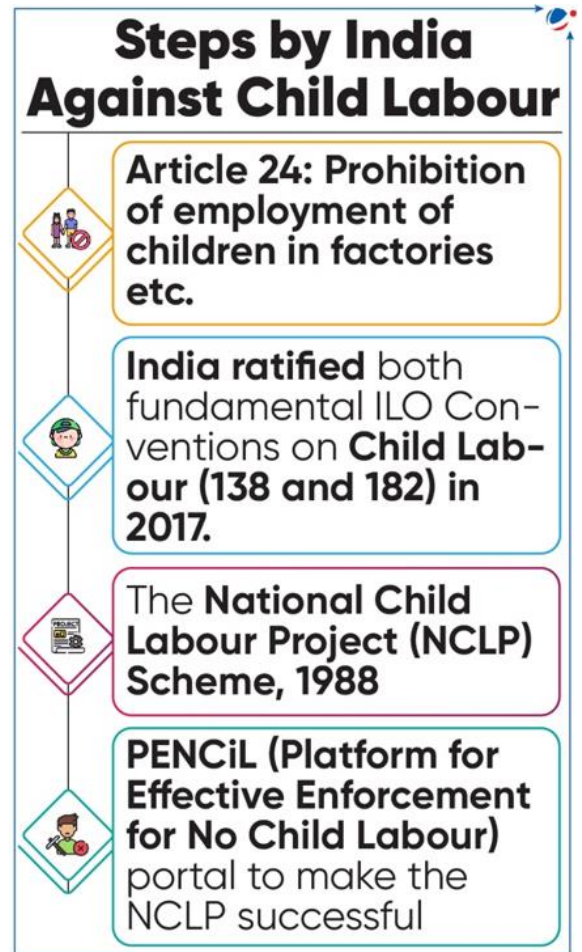 Steps by India
Against Child Labour
Article 24: Prohibition
of employment of
children in factories
etc.
India ratified both
fundamental ILO Con-
ventions on Child Lab-
our (138 and 182) in
2017.
The National Child
Labour Project (NCLP)
Scheme, 1988
PROJECT
PENCiL (Platform for
Effective Enforcement
for No Child Labour)
portal to make the
NCLP successful